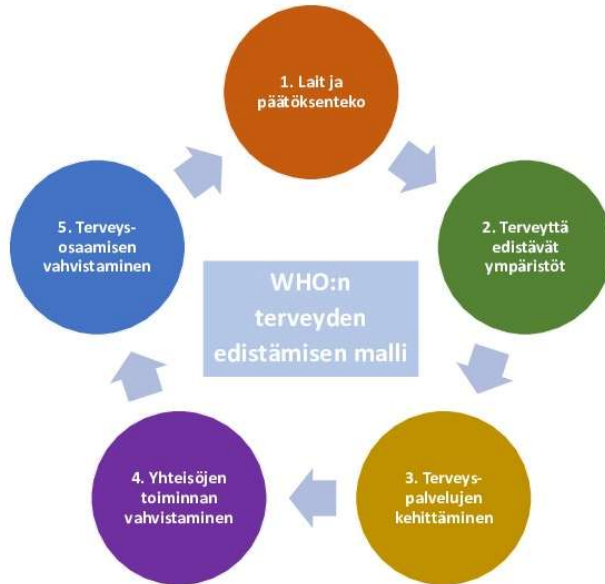 1. Lait ja
päätöksenteko
2. Terveyttä
edistävät
ympäristöt
3. Terveys-
palvelujen
kehittäminen
4. Yhteisöjen
toiminnan
vahvistaminen
5. Terveys-
osaamisen
vahvistaminen
WHO:n
terveyden
edistämisen malli